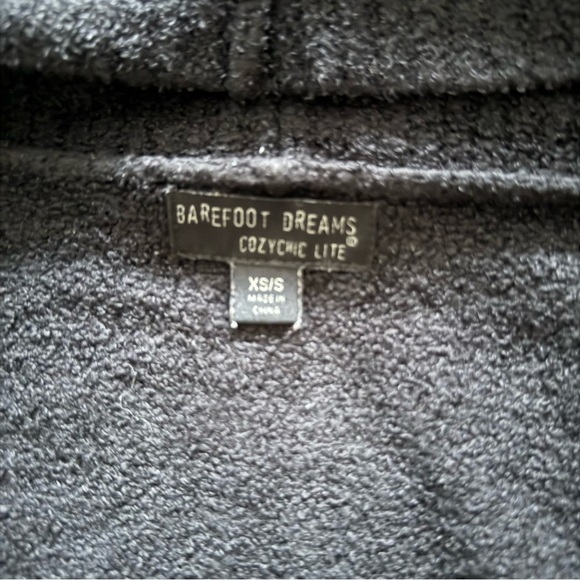 BAREFOOT DREAMS
COZYCHIC LITE®
XS/S
MADE IN
CHINA